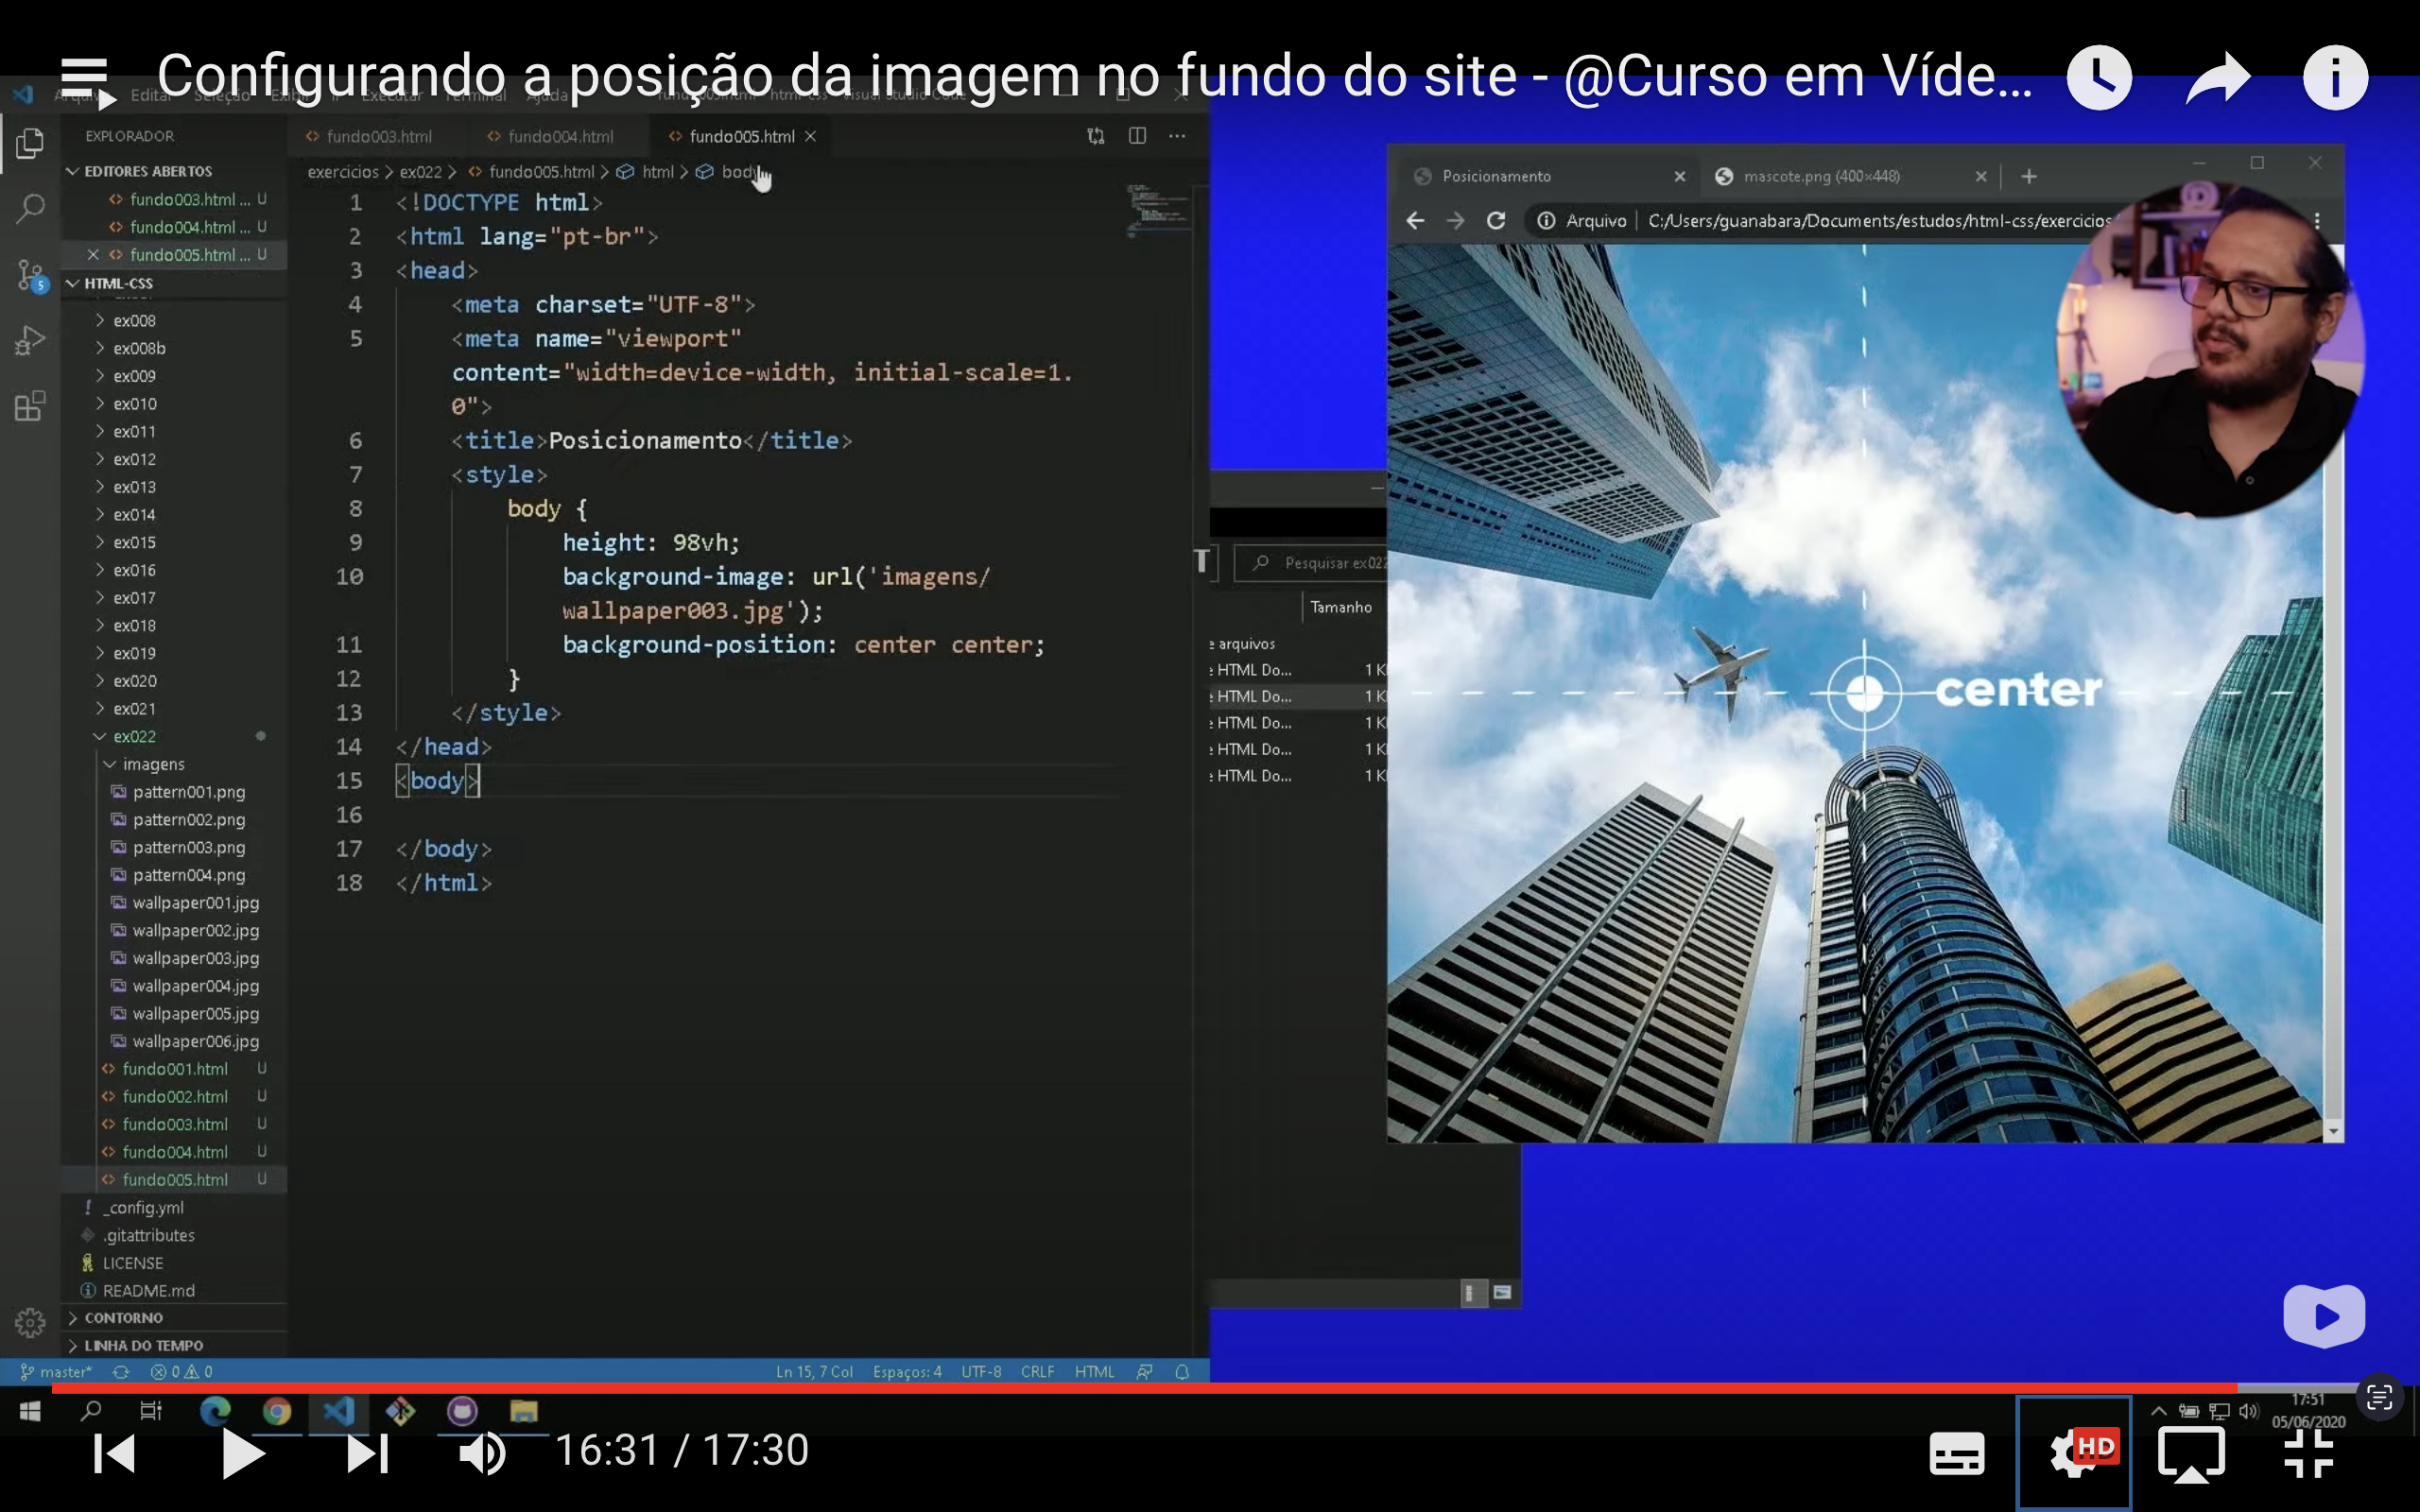 Configurando a posição da imagem no fundo do site - @Curso em Víde...
EXPLORADOR
EDITORES ABERTOS
fundo003.html ... U
fundo004.html ... U
fundo005.html ... U
HTML-CSS
ex008
ex008b
ex009
ex010
ex011
ex012
ex013
ex014
ex015
ex016
ex017
ex018
ex019
ex020
ex021
ex022
imagens
pattern001.png
pattern002.png
pattern003.png
pattern004.png
wallpaper001.jpg
wallpaper002.jpg
wallpaper003.jpg
wallpaper004.jpg
wallpaper005.jpg
wallpaper006.jpg
fundo001.html U
fundo002.html U
fundo003.html U
fundo004.html U
fundo005.html U
_config.yml
.gitattributes
LICENSE
README.md
CONTORNO
LINHA DO TEMPO
5
fundo003.html fundo004.html fundo005.html
exercicios > ex022 > fundo005.html > html > body
1 <!DOCTYPE html>
2 <html lang="pt-br">
3 <head>
4 <meta charset="UTF-8">
5 <meta name="viewport"
content="width=device-width, initial-scale=1.
0">
6 <title>Posicionamento</title>
7 <style>
8 body {
9 height: 98vh;
10 background-image: url('imagens/
wallpaper003.jpg');
11 background-position: center center;
12 }
13 </style>
14 </head>
15 <body>
16
17 </body>
18 </html>
master* 0 0 Ln 15, 7 Col Espaços: 4 UTF-8 CRLF HTML
Pesquisar ex022
Tamanho
arquivos
HTML Do... 1 K
HTML Do... 1 K
HTML Do... 1 K
HTML Do... 1 K
HTML Do... 1 K
Posicionamento mascote.png (400×448)
Arquivo | C:/Users/guanabara/Documents/estudos/html-css/exercicios
center
17:51
05/06/2020
16:31 / 17:30
HD